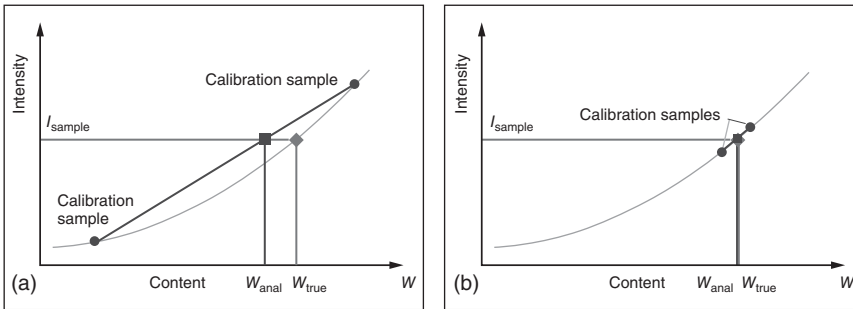 Intensity
Calibration sample
I_sample
Calibration
sample
(a)
Content
W_anal
W_true
W
Intensity
Calibration samples
I_sample
(b)
Content
W_anal
W_true
W